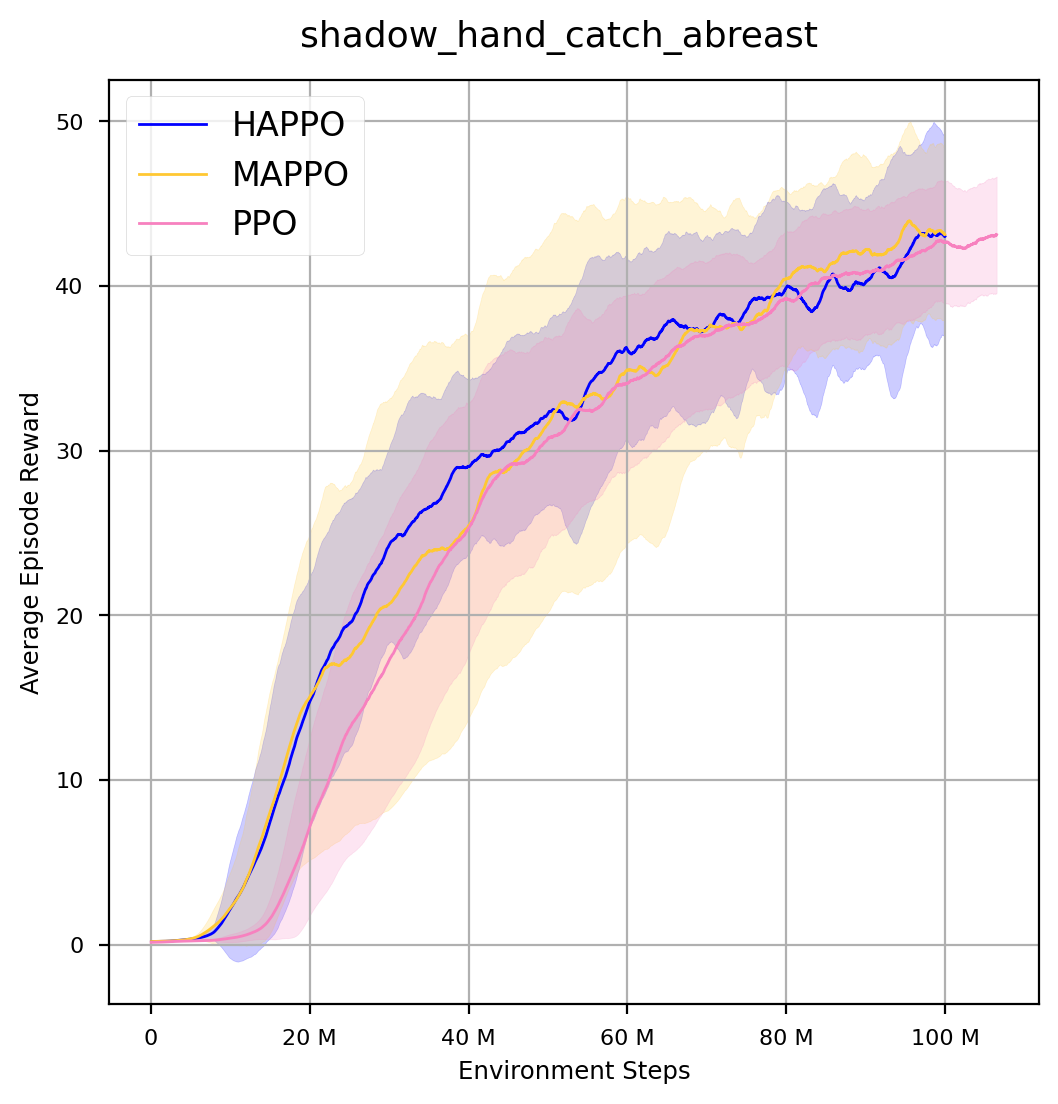 shadow_hand_catch_abreast
HAPPO
MAPPO
PPO
Average Episode Reward
50
40
30
20
10
0
0
20 M
40 M
60 M
80 M
100 M
Environment Steps